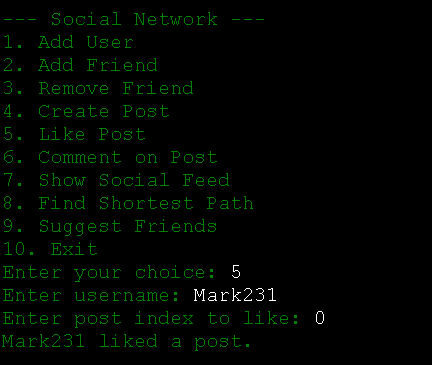 --- Social Network ---
1. Add User
2. Add Friend
3. Remove Friend
4. Create Post
5. Like Post
6. Comment on Post
7. Show Social Feed
8. Find Shortest Path
9. Suggest Friends
10. Exit
Enter your choice: 5
Enter username: Mark231
Enter post index to like: 0
Mark231 liked a post.